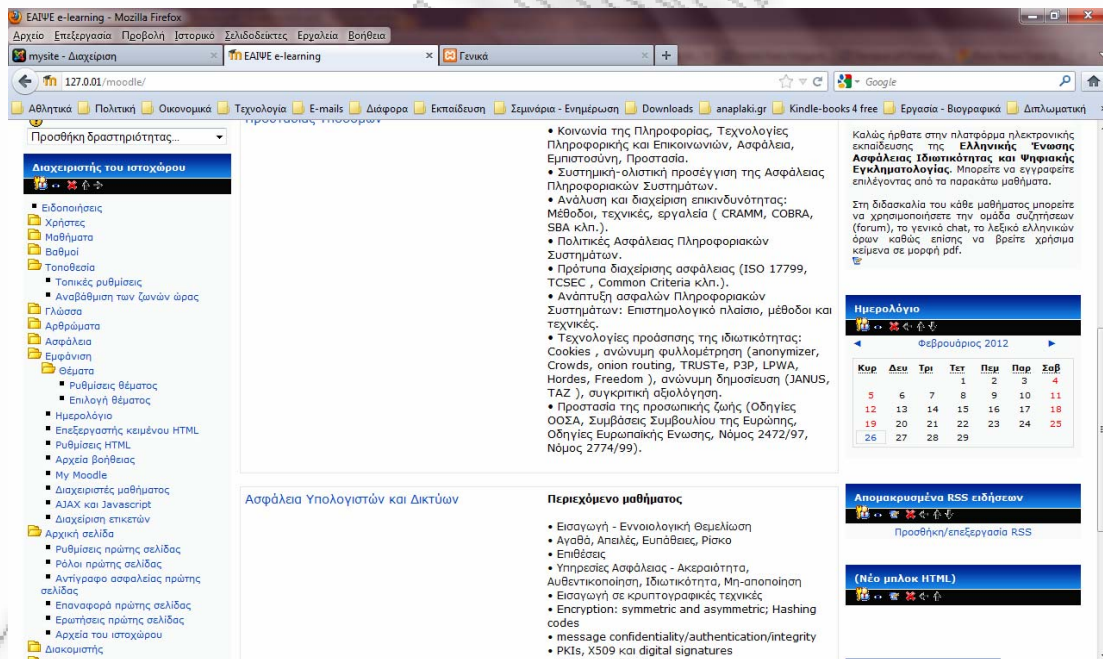 ΕΑΙΨΕ e-learning - Mozilla Firefox
Αρχείο Επεξεργασία Προβολή Ιστορικό Σελιδοδείκτες Εργαλεία Βοήθεια
mysite - Διαχείριση
ΕΑΙΨΕ e-learning
Γενικά
127.0.01/moodle/
Google
Αθλητικά Πολιτική Οικονομικά Τεχνολογία E-mails Διάφορα Εκπαίδευση Σεμινάρια - Ενημέρωση Downloads anaplaki.gr Kindle-books 4 free Εργασία - Βιογραφικά Διπλωματική
Προσθήκη δραστηριότητας...
Διαχειριστής του ιστοχώρου
Ειδοποιήσεις
Χρήστες
Μαθήματα
Βαθμοί
Τοποθεσία
Τοπικές ρυθμίσεις
Αναβάθμιση των ζωνών ώρας
Γλώσσα
Αρθρώματα
Ασφάλεια
Εμφάνιση
Θέματα
Ρυθμίσεις θέματος
Επιλογή θέματος
Ημερολόγιο
Επεξεργαστής κειμένου HTML
Ρυθμίσεις HTML
Αρχεία βοήθειας
My Moodle
Διαχειριστές μαθήματος
AJAX και Javascript
Διαχείριση ετικετών
Αρχική σελίδα
Ρυθμίσεις πρώτης σελίδας
Ρόλοι πρώτης σελίδας
Αντίγραφο ασφαλείας πρώτης
σελίδας
Επαναφορά πρώτης σελίδας
Ερωτήσεις πρώτης σελίδας
Αρχεία του ιστοχώρου
Διακομιστής
• Κοινωνία της Πληροφορίας, Τεχνολογίες
Πληροφορικής και Επικοινωνιών, Ασφάλεια,
Εμπιστοσύνη, Προστασία.
• Συστημική-ολιστική προσέγγιση της Ασφάλειας
Πληροφοριακών Συστημάτων.
• Ανάλυση και διαχείριση επικινδυνότητας:
Μέθοδοι, τεχνικές, εργαλεία ( CRAMM, COBRA,
SBA κλπ.).
• Πολιτικές Ασφάλειας Πληροφοριακών
Συστημάτων.
• Πρότυπα διαχείρισης ασφάλειας (ISO 17799,
TCSEC , Common Criteria κλπ.).
• Ανάπτυξη ασφαλών Πληροφοριακών
Συστημάτων: Επιστημολογικό πλαίσιο, μέθοδοι και
τεχνικές.
• Τεχνολογίες προάσπισης της ιδιωτικότητας:
Cookies , ανώνυμη φυλλομέτρηση (anonymizer,
Crowds, onion routing, TRUSTe, P3P, LPWA,
Hordes, Freedom ), ανώνυμη δημοσίευση (JANUS,
TAZ ), συγκριτική αξιολόγηση.
• Προστασία της προσωπικής ζωής (Οδηγίες
ΟΟΣΑ, Συμβάσεις Συμβουλίου της Ευρώπης,
Οδηγίες Ευρωπαϊκής Ενωσης, Νόμος 2472/97,
Νόμος 2774/99).
Ασφάλεια Υπολογιστών και Δικτύων
Περιεχόμενο μαθήματος
• Εισαγωγή - Εννοιολογική Θεμελίωση
• Αγαθά, Απειλές, Ευπάθειες, Ρίσκο
• Επιθέσεις
• Υπηρεσίες Ασφάλειας - Ακεραιότητα,
Αυθεντικοποίηση, Ιδιωτικότητα, Μη-αποποίηση
• Εισαγωγή σε κρυπτογραφικές τεχνικές
• Encryption: symmetric and asymmetric; Hashing
codes
• message confidentiality/authentication/integrity
• PKIs, X509 και digital signatures
Καλώς ήρθατε στην πλατφόρμα ηλεκτρονικής
εκπαίδευσης της Ελληνικής Ένωσης
Ασφάλειας Ιδιωτικότητας και Ψηφιακής
Εγκληματολογίας. Μπορείτε να εγγραφείτε
επιλέγοντας από τα παρακάτω μαθήματα.
Στη διδασκαλία του κάθε μαθήματος μπορείτε
να χρησιμοποιήσετε την ομάδα συζητήσεων
(forum), το γενικό chat, το λεξικό ελληνικών
όρων καθώς επίσης να βρείτε χρήσιμα
κείμενα σε μορφή pdf.
Ημερολόγιο
Φεβρουάριος 2012
Κυρ Δευ Τρι Τετ Πεμ Παρ Σαβ
1 2 3 4
5 6 7 8 9 10 11
12 13 14 15 16 17 18
19 20 21 22 23 24 25
26 27 28 29
Απομακρυσμένα RSS ειδήσεων
Προσθήκη/επεξεργασία RSS
(Νέο μπλοκ HTML)